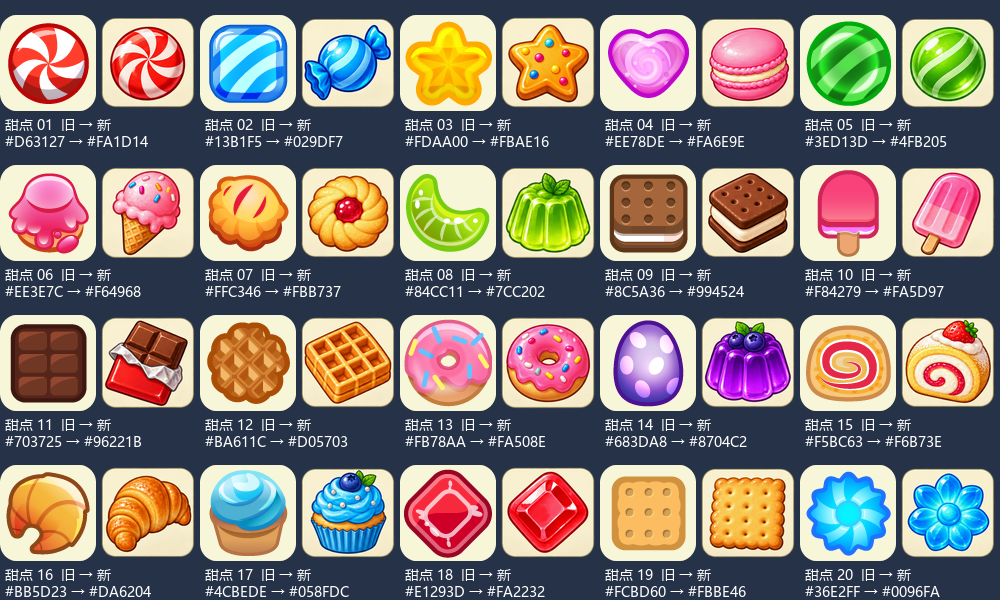 甜点 01 旧 → 新
#D63127 → #FA1D14
甜点 02 旧 → 新
#13B1F5 → #029DF7
甜点 03 旧 → 新
#FDAA00 → #FBAE16
甜点 04 旧 → 新
#EE78DE → #FA6E9E
甜点 05 旧 → 新
#3ED13D → #4FB205
甜点 06 旧 → 新
#EE3E7C → #F64968
甜点 07 旧 → 新
#FFC346 → #FBB737
甜点 08 旧 → 新
#84CC11 → #7CC202
甜点 09 旧 → 新
#8C5A36 → #994524
甜点 10 旧 → 新
#F84279 → #FA5D97
甜点 11 旧 → 新
#703725 → #96221B
甜点 12 旧 → 新
#BA611C → #D05703
甜点 13 旧 → 新
#FB78AA → #FA508E
甜点 14 旧 → 新
#683DA8 → #8704C2
甜点 15 旧 → 新
#F5BC63 → #F6B73E
甜点 16 旧 → 新
#BB5D23 → #DA6204
甜点 17 旧 → 新
#4CBEDE → #058FDC
甜点 18 旧 → 新
#E1293D → #FA2232
甜点 19 旧 → 新
#FCBD60 → #FBBE46
甜点 20 旧 → 新
#36E2FF → #0096FA